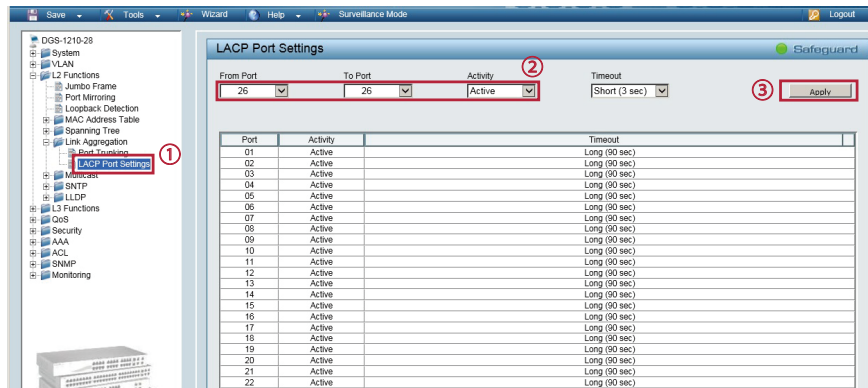 Save Tools Wizard Help Surveillance Mode Logout
DGS-1210-28
System
VLAN
L2 Functions
Jumbo Frame
Port Mirroring
Loopback Detection
MAC Address Table
Spanning Tree
Link Aggregation
Port Trunking
LACP Port Settings
①
Multicast
SNTP
LLDP
L3 Functions
QoS
Security
AAA
ACL
SNMP
Monitoring
LACP Port Settings Safeguard
From Port To Port Activity ② Timeout
26 26 Active Short (3 sec) ③ Apply
Port Activity Timeout
01 Active Long (90 sec)
02 Active Long (90 sec)
03 Active Long (90 sec)
04 Active Long (90 sec)
05 Active Long (90 sec)
06 Active Long (90 sec)
07 Active Long (90 sec)
08 Active Long (90 sec)
09 Active Long (90 sec)
10 Active Long (90 sec)
11 Active Long (90 sec)
12 Active Long (90 sec)
13 Active Long (90 sec)
14 Active Long (90 sec)
15 Active Long (90 sec)
16 Active Long (90 sec)
17 Active Long (90 sec)
18 Active Long (90 sec)
19 Active Long (90 sec)
20 Active Long (90 sec)
21 Active Long (90 sec)
22 Active Long (90 sec)